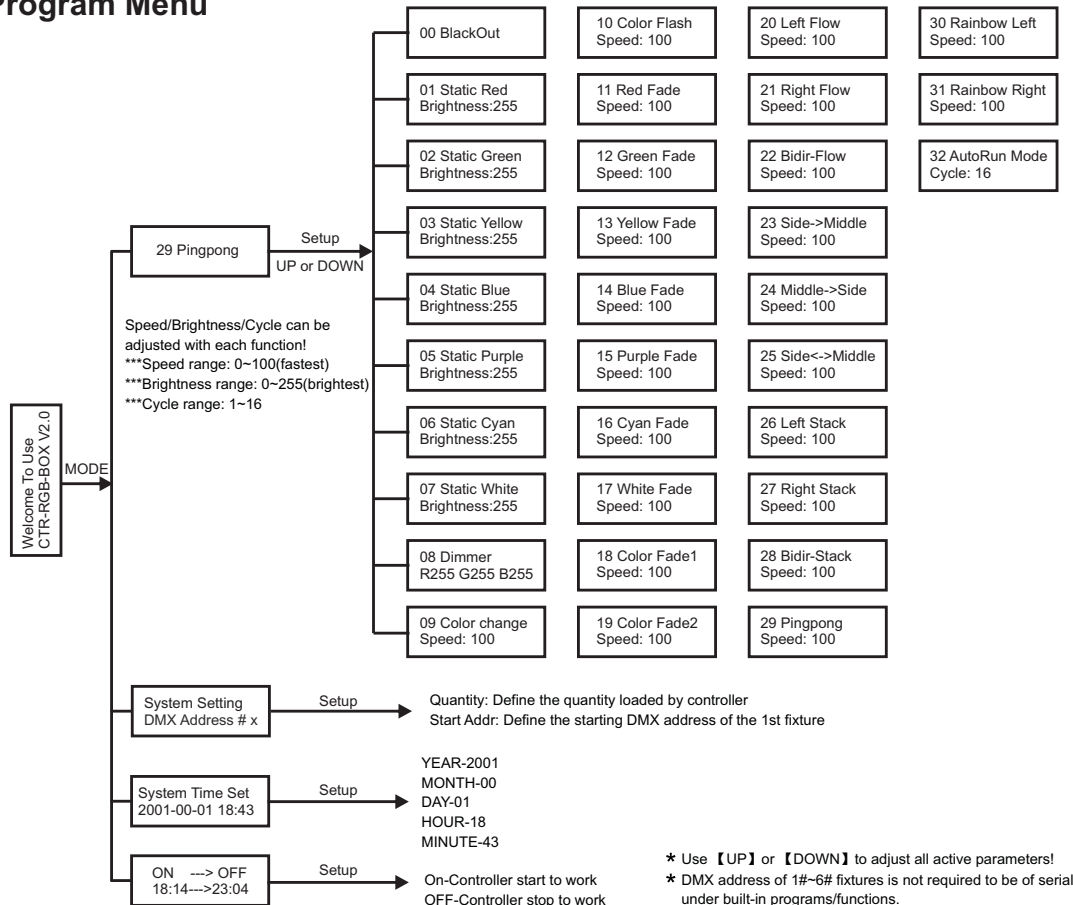 Program Menu
Welcome To Use
CTR-RGB-BOX V2.0
MODE
29 Pingpong
Setup
UP or DOWN
Speed/Brightness/Cycle can be
adjusted with each function!
***Speed range: 0~100(fastest)
***Brightness range: 0~255(brightest)
***Cycle range: 1~16
00 BlackOut
01 Static Red
Brightness:255
02 Static Green
Brightness:255
03 Static Yellow
Brightness:255
04 Static Blue
Brightness:255
05 Static Purple
Brightness:255
06 Static Cyan
Brightness:255
07 Static White
Brightness:255
08 Dimmer
R255 G255 B255
09 Color change
Speed: 100
10 Color Flash
Speed: 100
11 Red Fade
Speed: 100
12 Green Fade
Speed: 100
13 Yellow Fade
Speed: 100
14 Blue Fade
Speed: 100
15 Purple Fade
Speed: 100
16 Cyan Fade
Speed: 100
17 White Fade
Speed: 100
18 Color Fade1
Speed: 100
19 Color Fade2
Speed: 100
20 Left Flow
Speed: 100
21 Right Flow
Speed: 100
22 Bidir-Flow
Speed: 100
23 Side->Middle
Speed: 100
24 Middle->Side
Speed: 100
25 Side<->Middle
Speed: 100
26 Left Stack
Speed: 100
27 Right Stack
Speed: 100
28 Bidir-Stack
Speed: 100
29 Pingpong
Speed: 100
30 Rainbow Left
Speed: 100
31 Rainbow Right
Speed: 100
32 AutoRun Mode
Cycle: 16
System Setting
DMX Address # x
Setup
Quantity: Define the quantity loaded by controller
Start Addr: Define the starting DMX address of the 1st fixture
System Time Set
2001-00-01 18:43
Setup
YEAR-2001
MONTH-00
DAY-01
HOUR-18
MINUTE-43
ON ---> OFF
18:14--->23:04
Setup
On-Controller start to work
OFF-Controller stop to work
* Use 【UP】 or 【DOWN】 to adjust all active parameters!
* DMX address of 1#~6# fixtures is not required to be of serial
under built-in programs/functions.